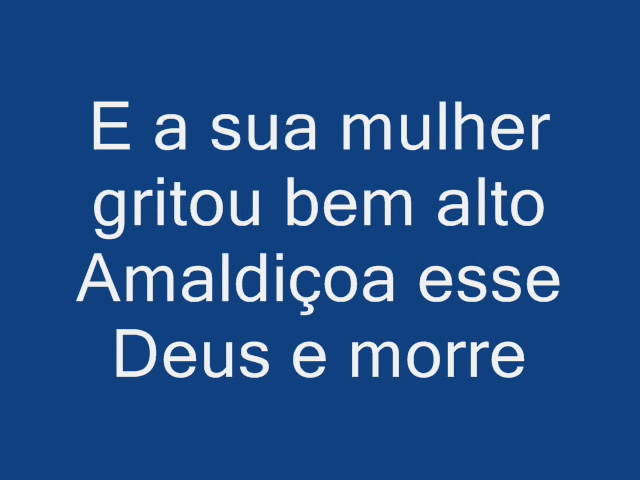 E a sua mulher
gritou bem alto
Amaldiçoa esse
Deus e morre